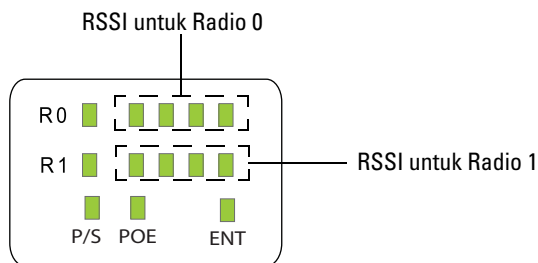 RSSI untuk Radio 0
R0
R1
RSSI untuk Radio 1
P/S POE ENT